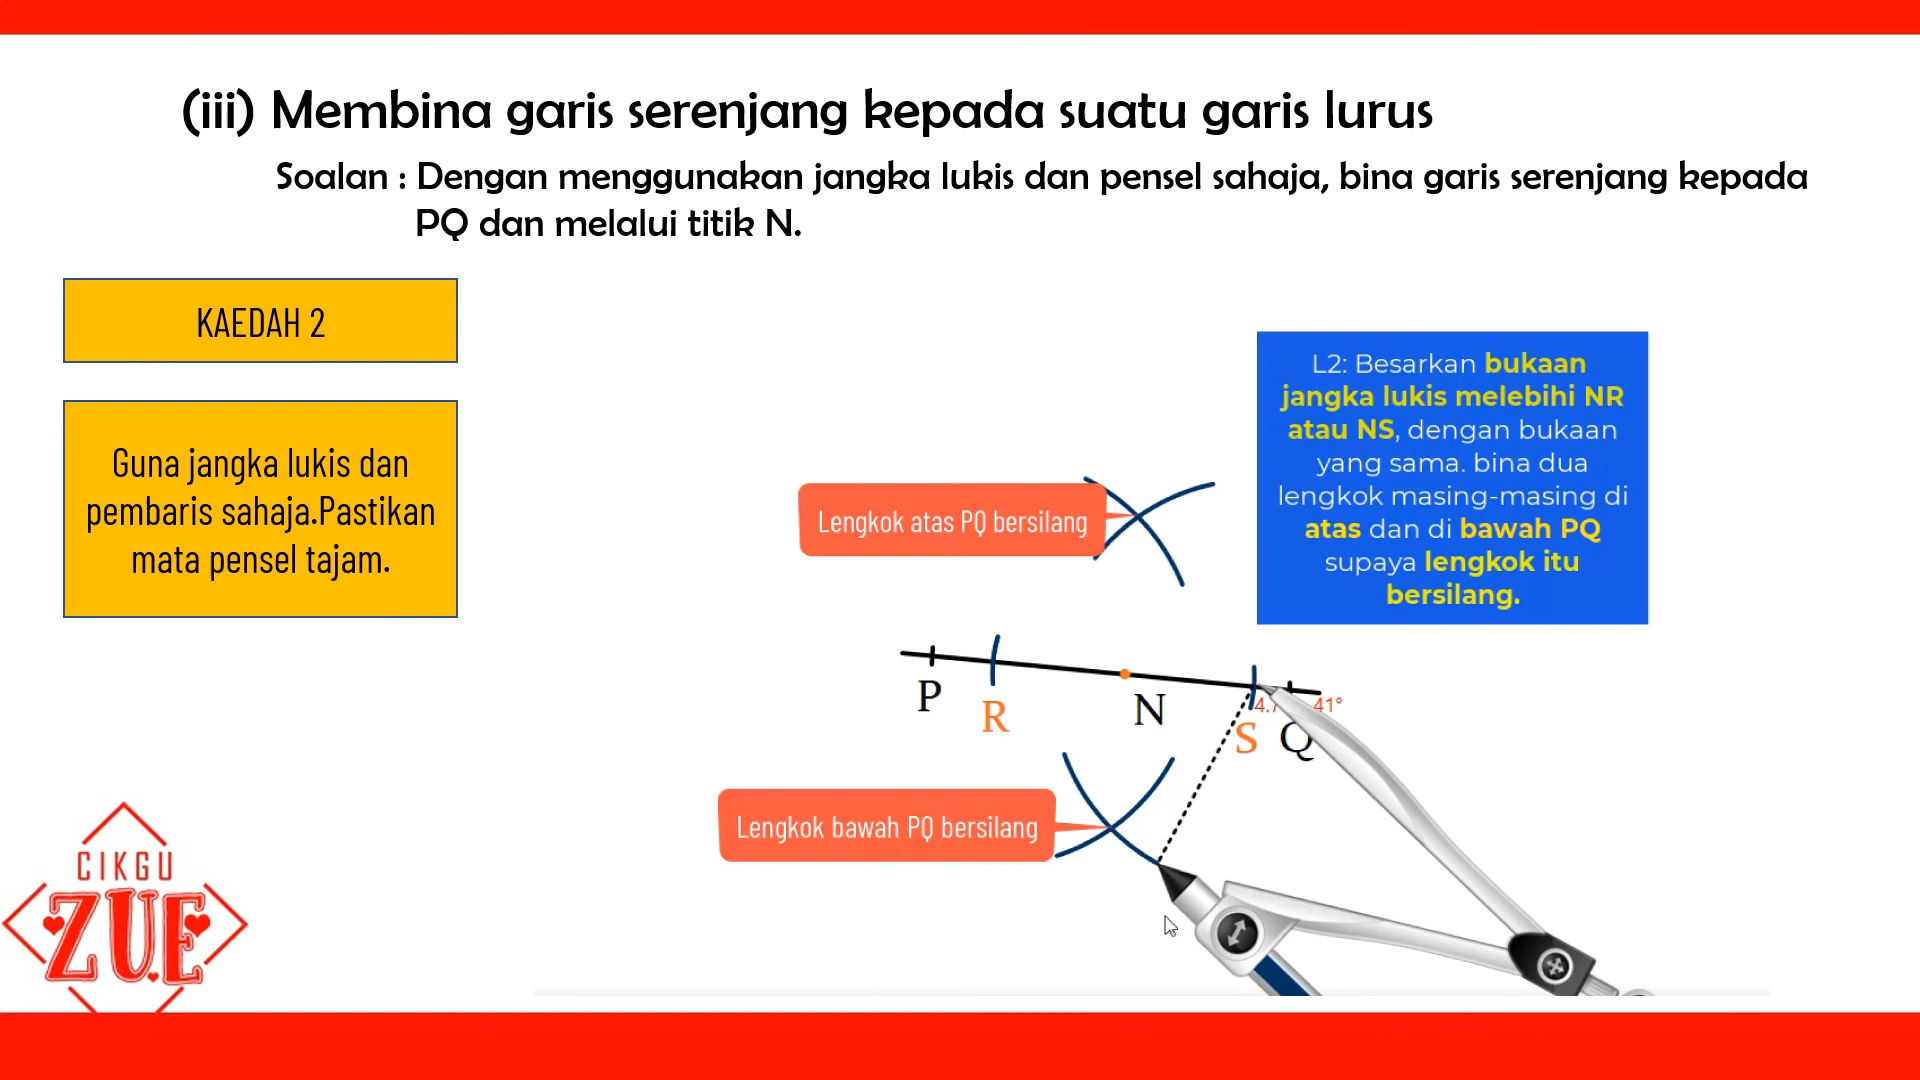 (iii) Membina garis serenjang kepada suatu garis lurus
Soalan : Dengan menggunakan jangka lukis dan pensel sahaja, bina garis serenjang kepada
PQ dan melalui titik N.
KAEDAH 2
Guna jangka lukis dan
pembaris sahaja.Pastikan
mata pensel tajam.
L2: Besarkan bukaan
jangka lukis melebihi NR
atau NS, dengan bukaan
yang sama. bina dua
lengkok masing-masing di
atas dan di bawah PQ
supaya lengkok itu
bersilang.
Lengkok atas PQ bersilang
P
R
N
S
Q
41°
Lengkok bawah PQ bersilang
CIKGU
ZUE